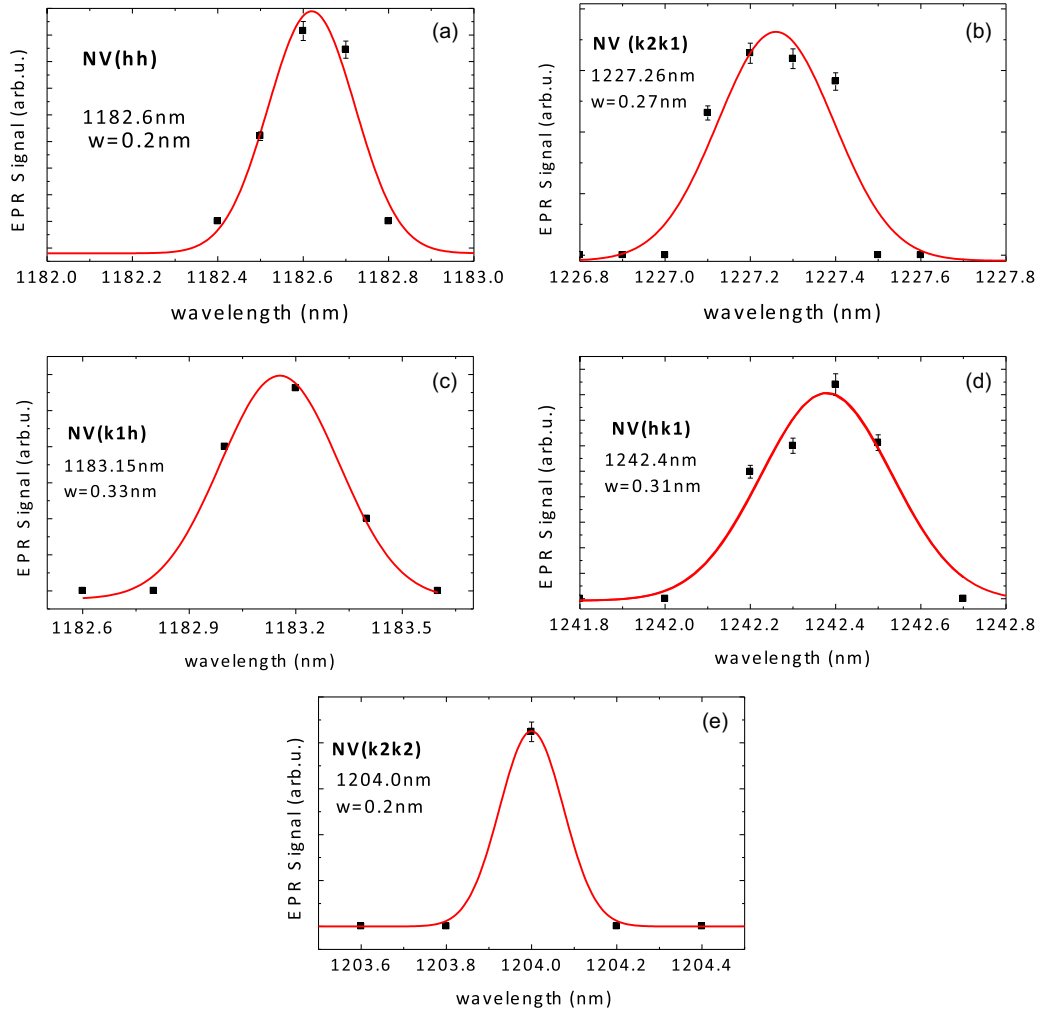 (a)
NV(hh)
1182.6nm
w=0.2nm
EPR Signal (arb.u.)
1182.0 1182.2 1182.4 1182.6 1182.8 1183.0
wavelength (nm)
(b)
NV (k2k1)
1227.26nm
w=0.27nm
EPR Signal (arb.u.)
1226.8 1227.0 1227.2 1227.4 1227.6 1227.8
wavelength (nm)
(c)
NV(k1h)
1183.15nm
w=0.33nm
EPR Signal (arb.u.)
1182.6 1182.9 1183.2 1183.5
wavelength (nm)
(d)
NV(hk1)
1242.4nm
w=0.31nm
EPR Signal (arb.u.)
1241.8 1242.0 1242.2 1242.4 1242.6 1242.8
wavelength (nm)
(e)
NV(k2k2)
1204.0nm
w=0.2nm
EPR Signal (arb.u.)
1203.6 1203.8 1204.0 1204.2 1204.4
wavelength (nm)